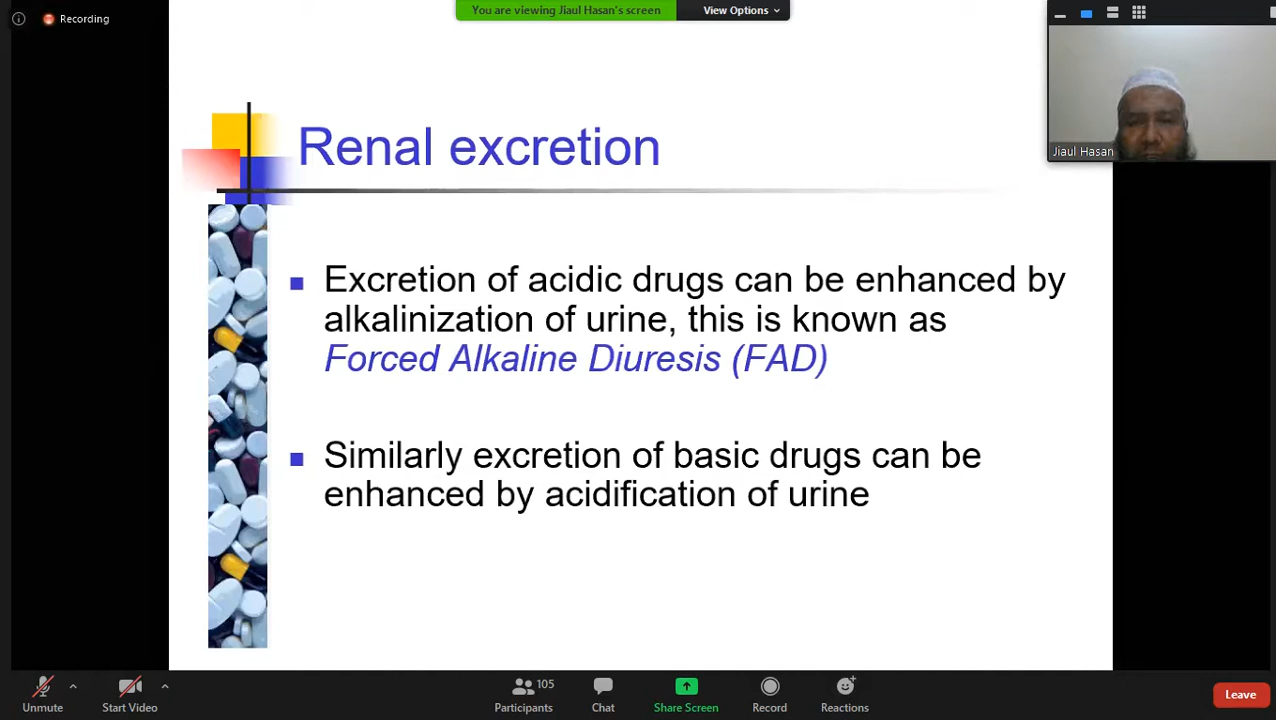 Recording
You are viewing Jiaul Hasan's screen
View Options
Jiaul Hasan
Renal excretion
Excretion of acidic drugs can be enhanced by
alkalinization of urine, this is known as
Forced Alkaline Diuresis (FAD)
Similarly excretion of basic drugs can be
enhanced by acidification of urine
Unmute
Start Video
105
Participants
Chat
Share Screen
Record
Reactions
Leave